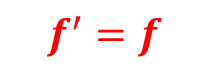 f′ = f